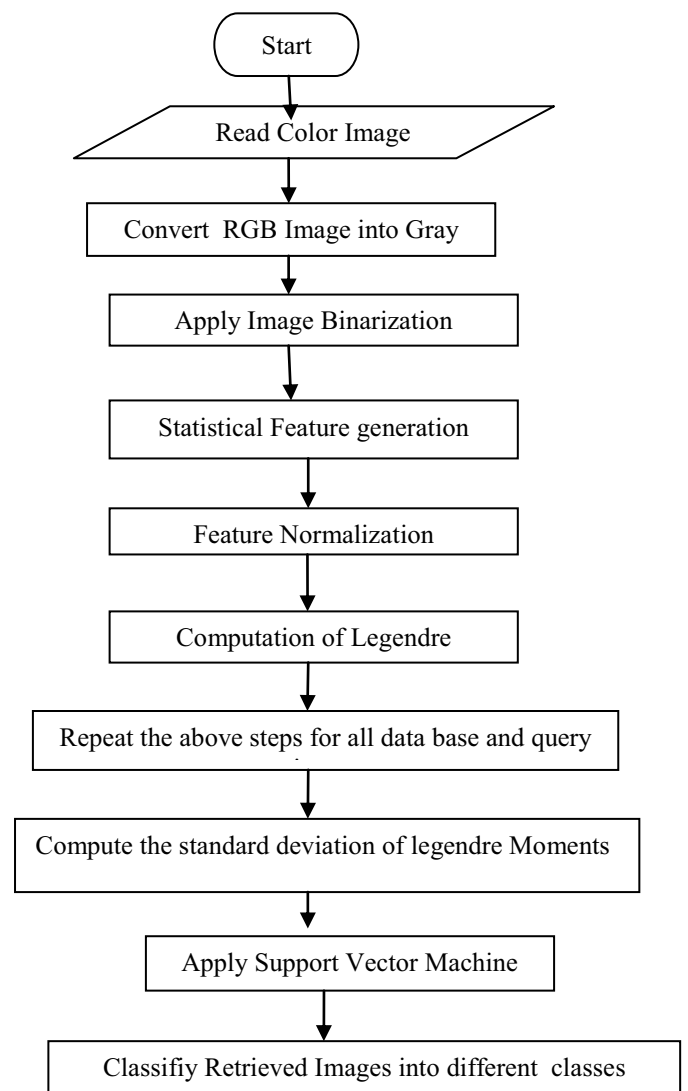 Start
Read Color Image
Convert RGB Image into Gray
Apply Image Binarization
Statistical Feature generation
Feature Normalization
Computation of Legendre
Repeat the above steps for all data base and query
Compute the standard deviation of legendre Moments
Apply Support Vector Machine
Classifiy Retrieved Images into different classes